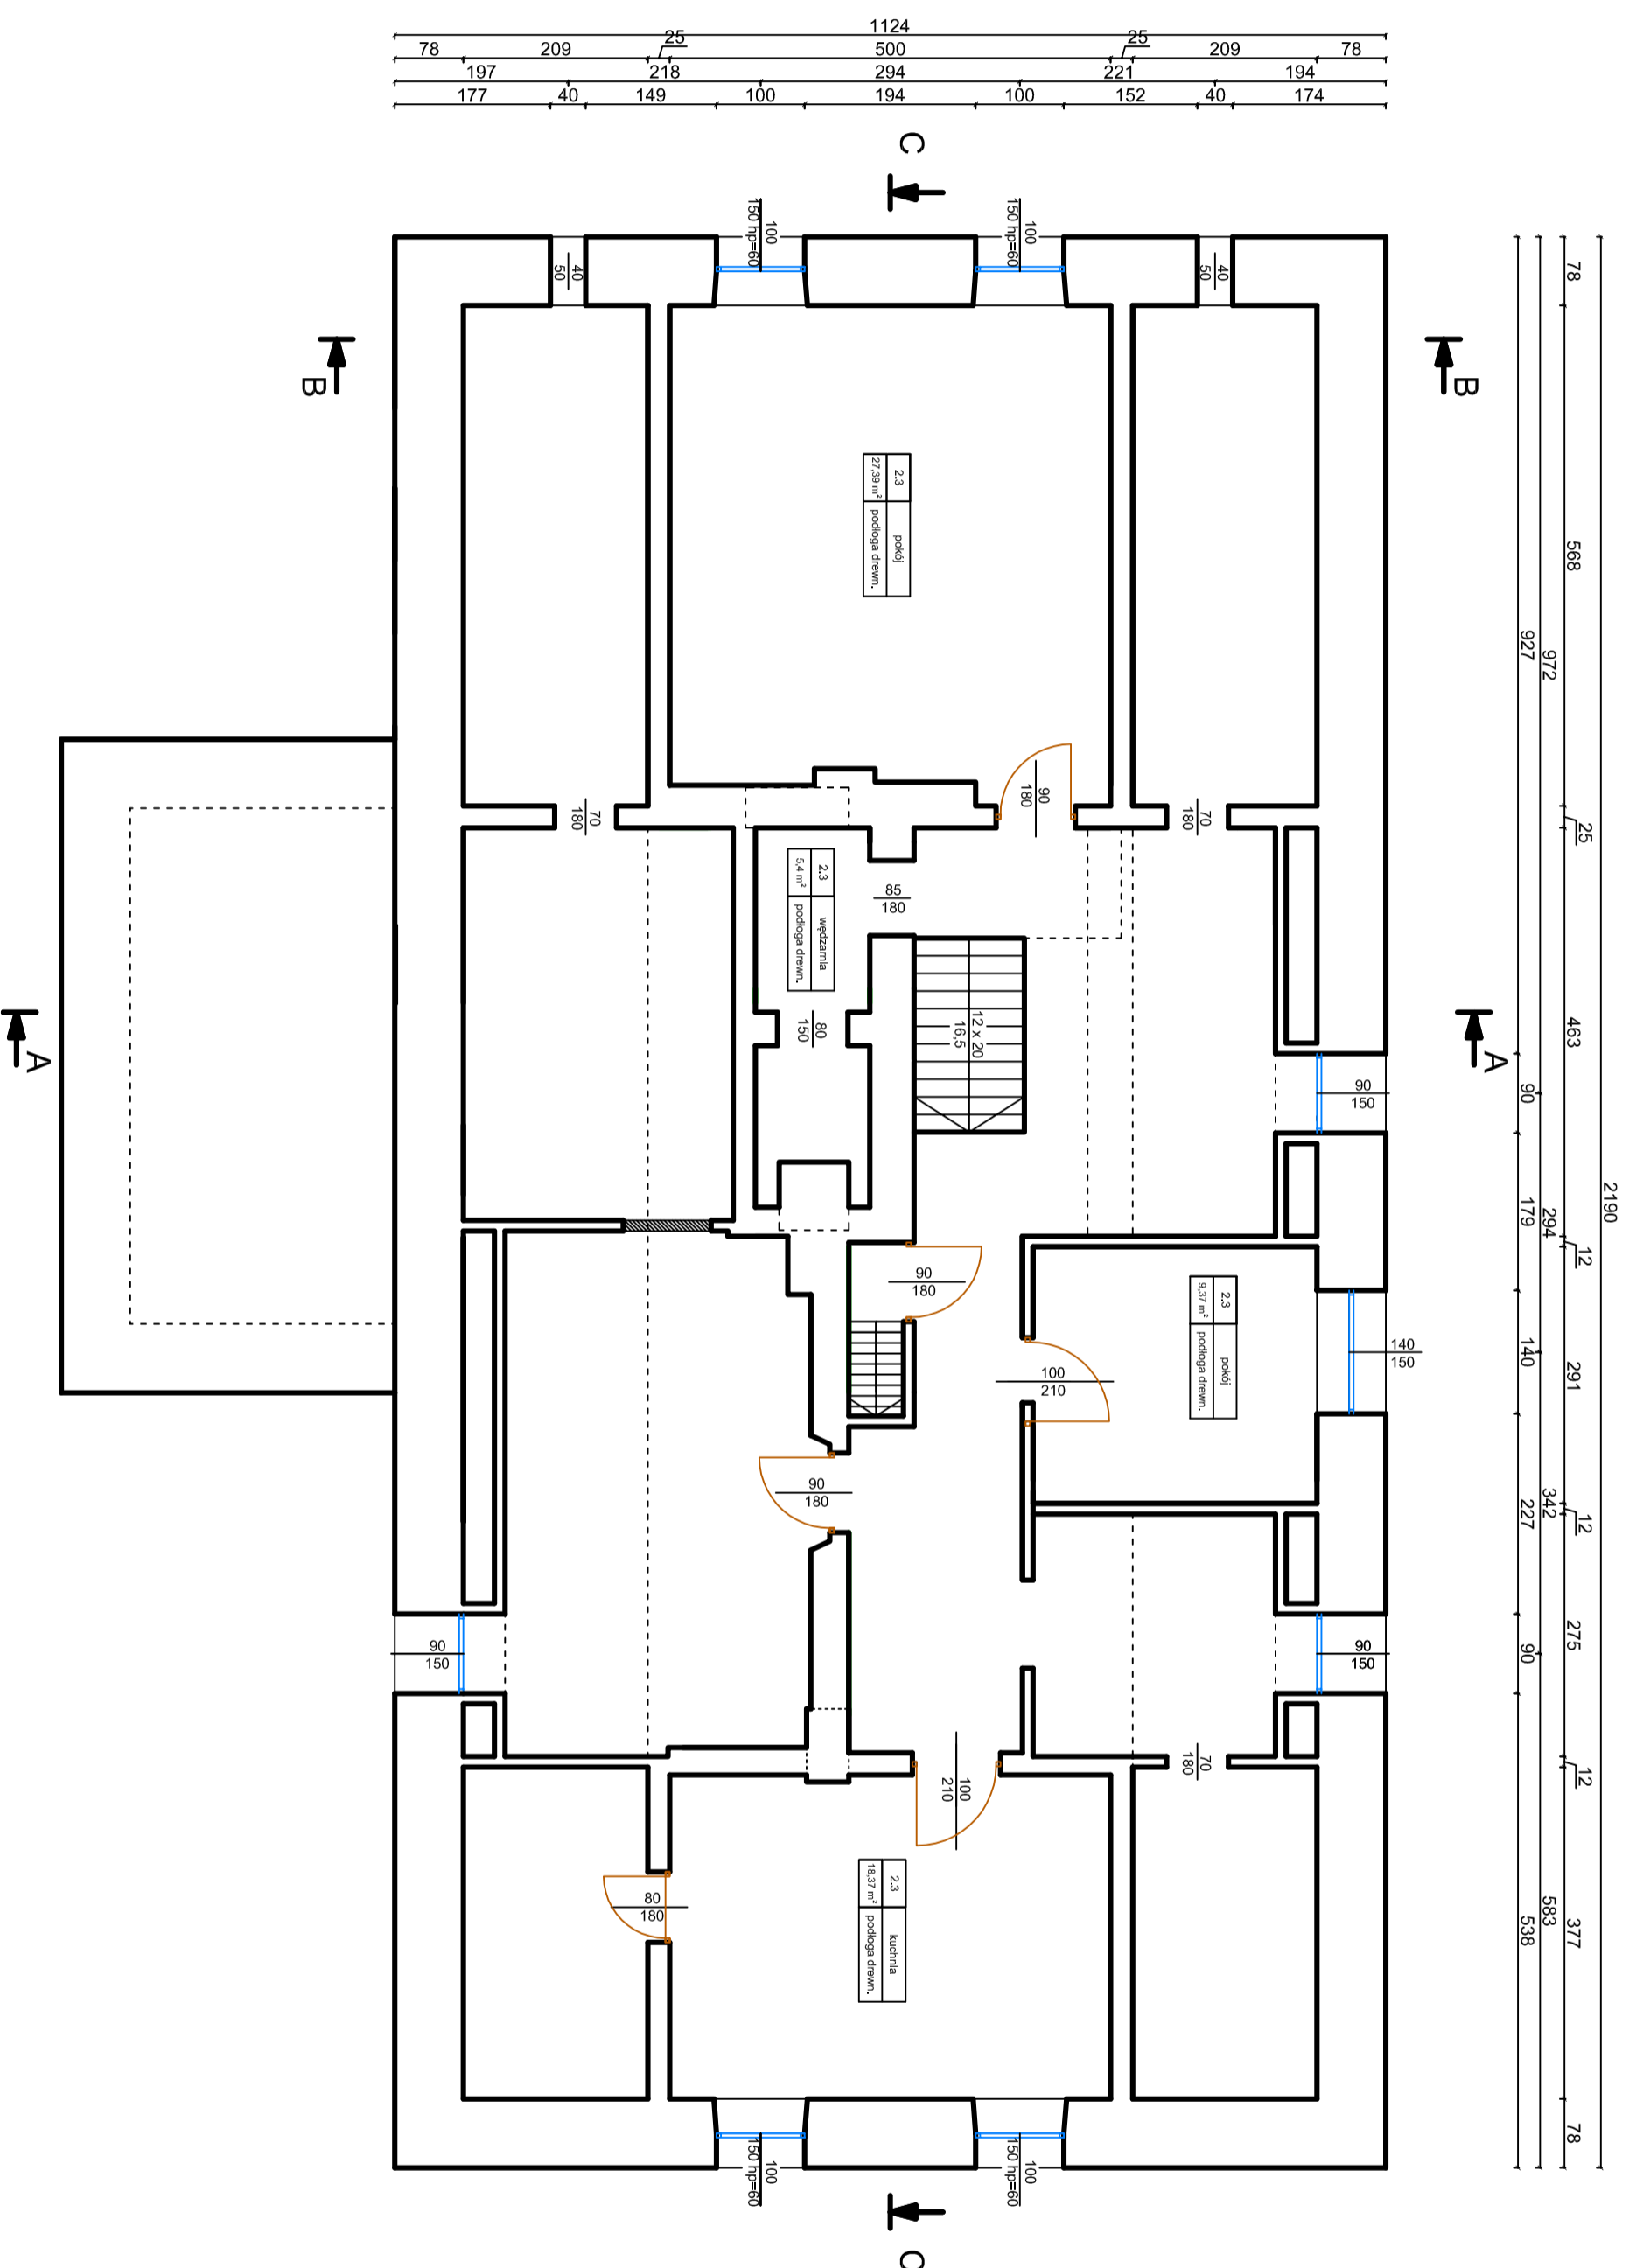 1124
78 209 25 500 25 209 78
197 218 294 221 194
177 40 149 100 194 100 152 40 174
C
100
150 hp=60
100
150 hp=60
40
50
40
50
B
B
2.3 pokój
27,39 m² podłoga drewn.
90
180
70
180
70
180
2.3 wędzarnia
5,4 m² podłoga drewn.
85
180
80
150
12 x 20
16,5
A
A
90
150
90
180
2.3 pokój
9,37 m² podłoga drewn.
140
150
100
210
90
180
90
150
90
150
70
180
100
210
80
180
2.3 kuchnia
18,37 m² podłoga drewn.
100
150 hp=60
100
150 hp=60
C
2190
78 568 25 463 12 291 12 275 12 377 78
972 294 342 583
927 90 179 140 227 90 538